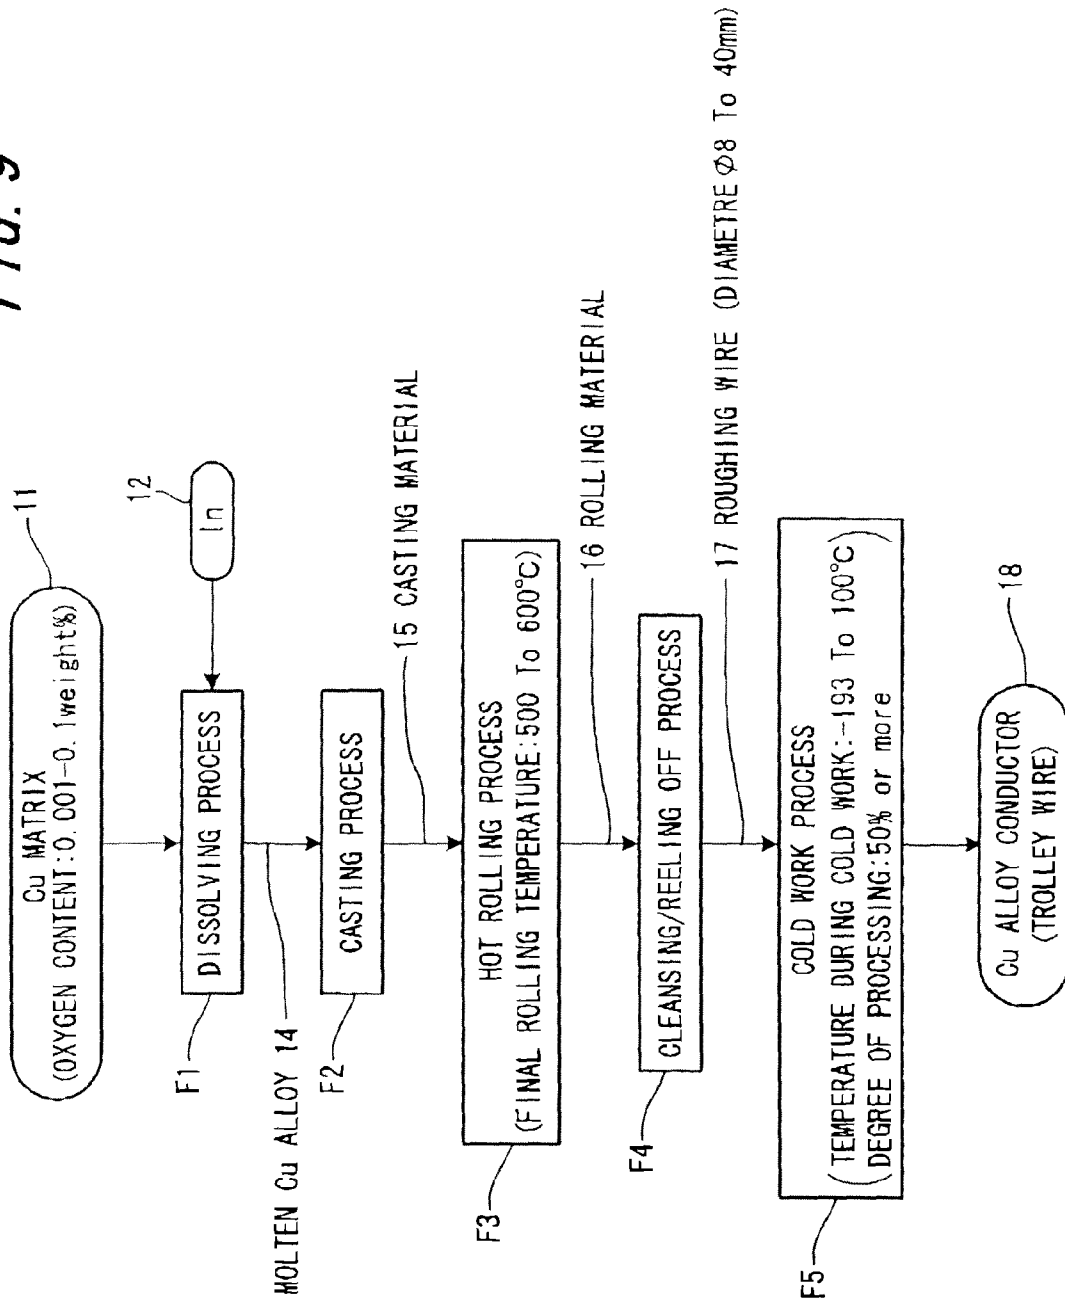 FIG. 9
Cu MATRIX
(OXYGEN CONTENT:0.001-0.1weight%)
11
12
In
F1
DISSOLVING PROCESS
MOLTEN Cu ALLOY 14
F2
CASTING PROCESS
15 CASTING MATERIAL
F3
HOT ROLLING PROCESS
(FINAL ROLLING TEMPERATURE:500 To 600°C)
16 ROLLING MATERIAL
F4
CLEANSING/REELING OFF PROCESS
17 ROUGHING WIRE (DIAMETRE Ø8 To 40mm)
F5
COLD WORK PROCESS
(TEMPERATURE DURING COLD WORK:-193 To 100°C
DEGREE OF PROCESSING:50% or more)
Cu ALLOY CONDUCTOR
(TROLLEY WIRE)
18